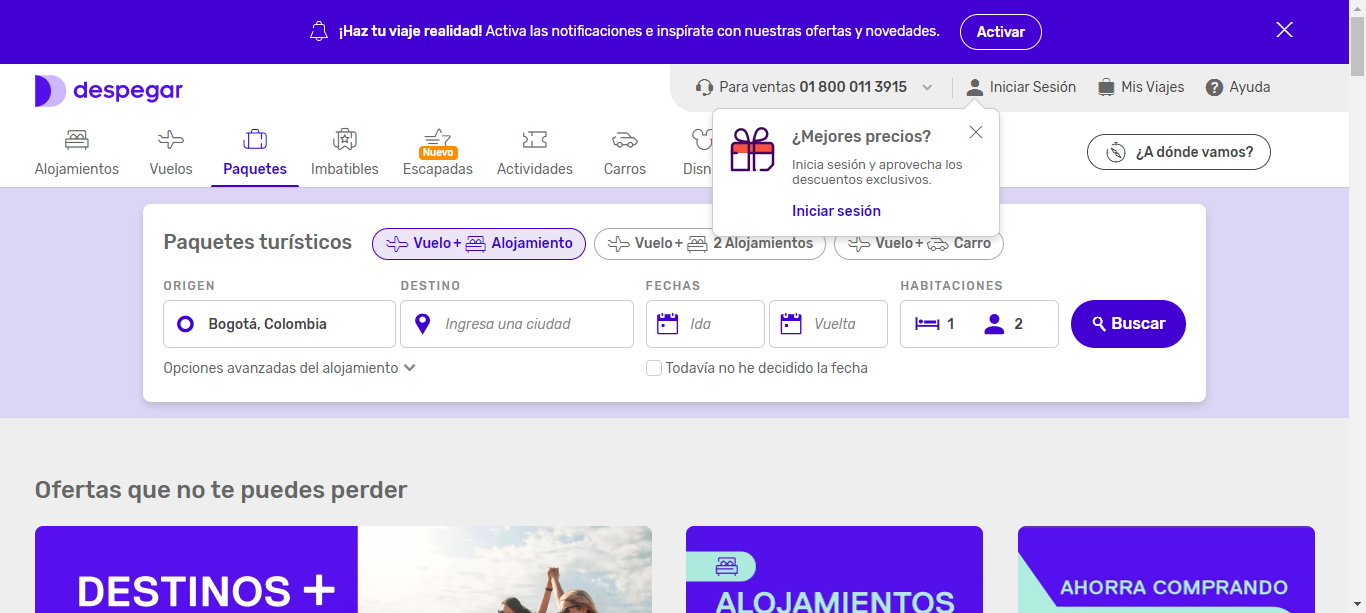 ¡Haz tu viaje realidad! Activa las notificaciones e inspírate con nuestras ofertas y novedades.
Activar
despegar
Para ventas 01 800 011 3915
Iniciar Sesión
Mis Viajes
Ayuda
Alojamientos
Vuelos
Paquetes
Imbatibles
Nuevo
Escapadas
Actividades
Carros
Disn
¿Mejores precios?
Inicia sesión y aprovecha los
descuentos exclusivos.
Iniciar sesión
¿A dónde vamos?
Paquetes turísticos
Vuelo + Alojamiento
Vuelo + 2 Alojamientos
Vuelo + Carro
ORIGEN
DESTINO
FECHAS
HABITACIONES
Bogotá, Colombia
Ingresa una ciudad
Ida
Vuelta
1
2
Buscar
Opciones avanzadas del alojamiento
Todavía no he decidido la fecha
Ofertas que no te puedes perder
DESTINOS +
ALOJAMIENTOS
AHORRA COMPRANDO